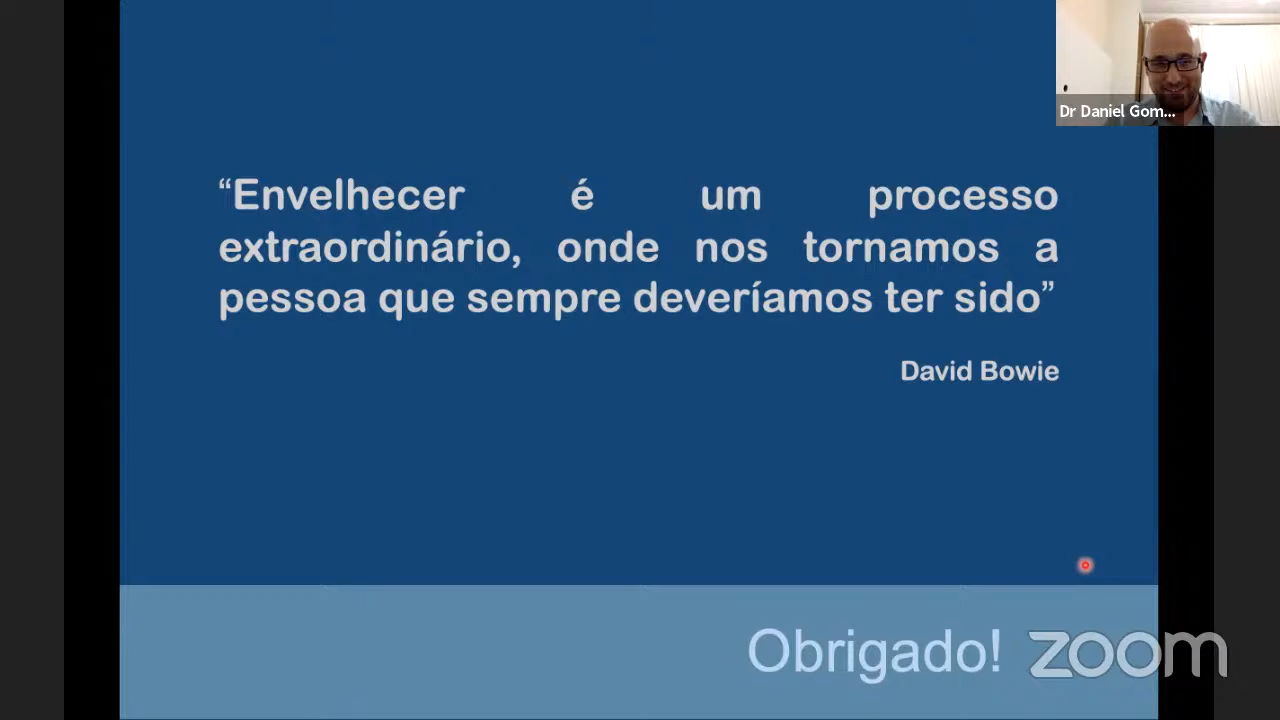 Dr Daniel Gom...
“Envelhecer é um processo
extraordinário, onde nos tornamos a
pessoa que sempre deveríamos ter sido”
David Bowie
Obrigado!
zoom